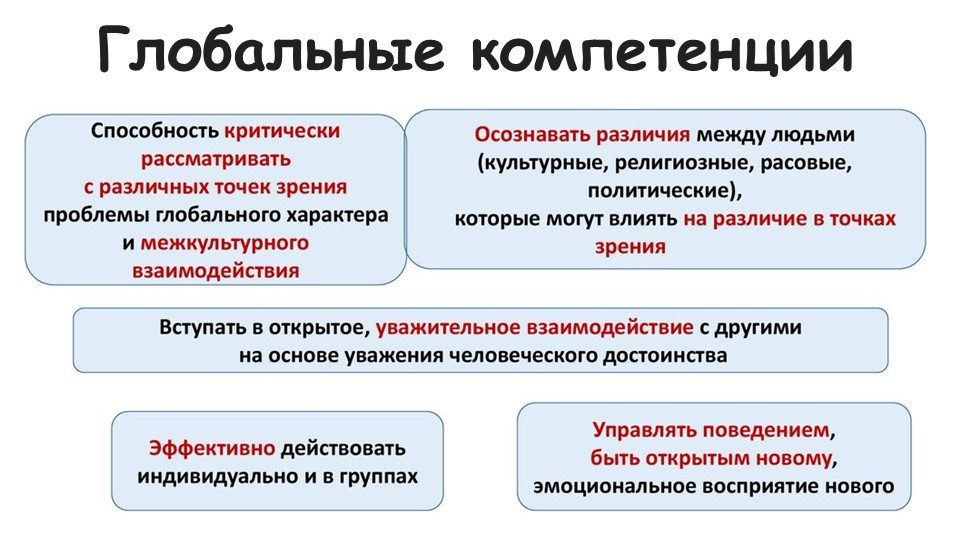 Глобальные компетенции
Способность критически
рассматривать
с различных точек зрения
проблемы глобального характера
и межкультурного
взаимодействия
Осознавать различия между людьми
(культурные, религиозные, расовые,
политические),
которые могут влиять на различие в точках
зрения
Вступать в открытое, уважительное взаимодействие с другими
на основе уважения человеческого достоинства
Эффективно действовать
индивидуально и в группах
Управлять поведением,
быть открытым новому,
эмоциональное восприятие нового